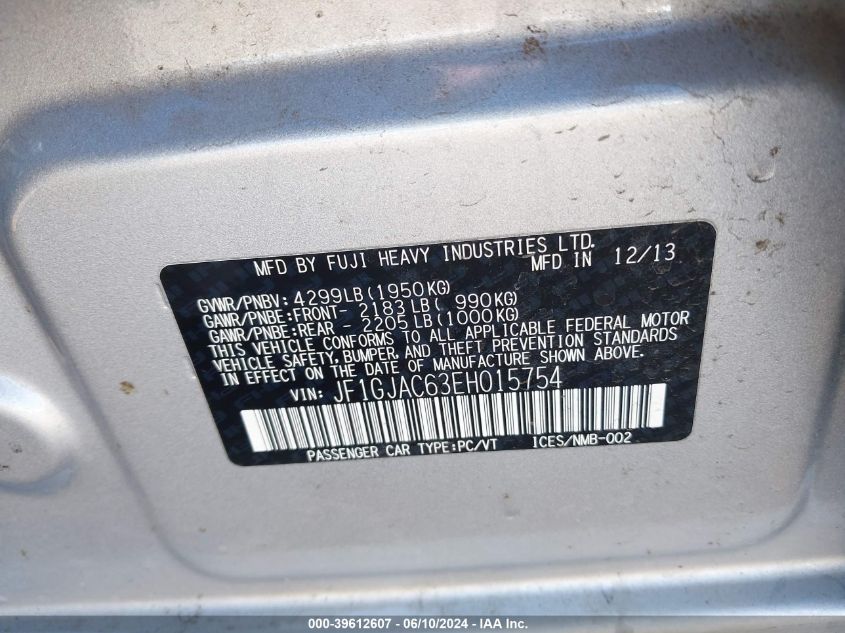 MFD BY FUJI HEAVY INDUSTRIES LTD.
MFD IN 12/13
GVWR/PNBV: 4299LB(1950KG)
GAWR/PNBE:FRONT- 2183LB( 990KG)
GAWR/PNBE:REAR - 2205LB(1000KG)
THIS VEHICLE CONFORMS TO ALL APPLICABLE FEDERAL MOTOR
VEHICLE SAFETY, BUMPER, AND THEFT PREVENTION STANDARDS
IN EFFECT ON THE DATE OF MANUFACTURE SHOWN ABOVE.
VIN: JF1GJAC63EH015754
PASSENGER CAR TYPE:PC/VT ICES/NMB-002
000-39612607 - 06/10/2024 - IAA Inc.